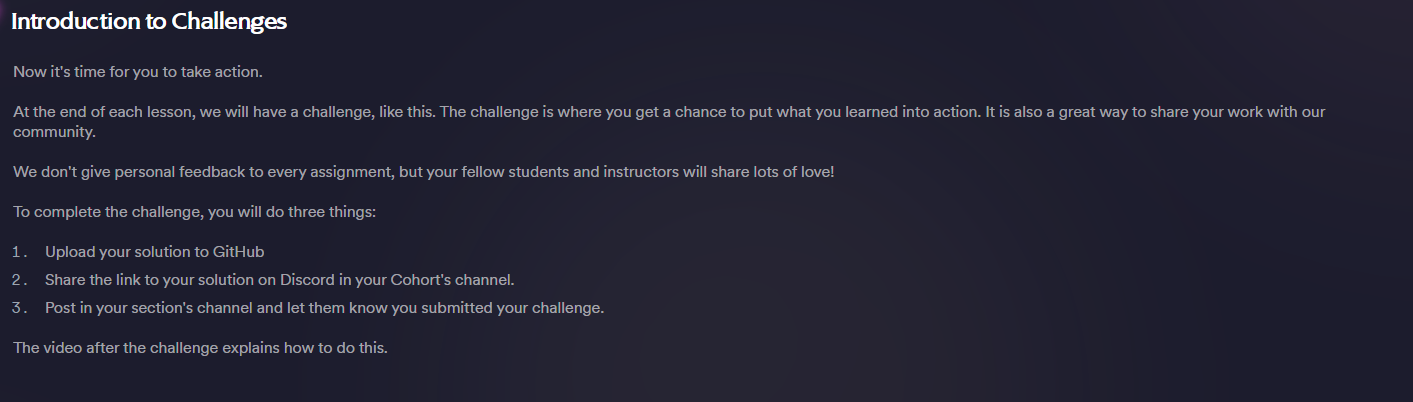 Introduction to Challenges
Now it's time for you to take action.
At the end of each lesson, we will have a challenge, like this. The challenge is where you get a chance to put what you learned into action. It is also a great way to share your work with our
community.
We don't give personal feedback to every assignment, but your fellow students and instructors will share lots of love!
To complete the challenge, you will do three things:
1. Upload your solution to GitHub
2. Share the link to your solution on Discord in your Cohort's channel.
3. Post in your section's channel and let them know you submitted your challenge.
The video after the challenge explains how to do this.